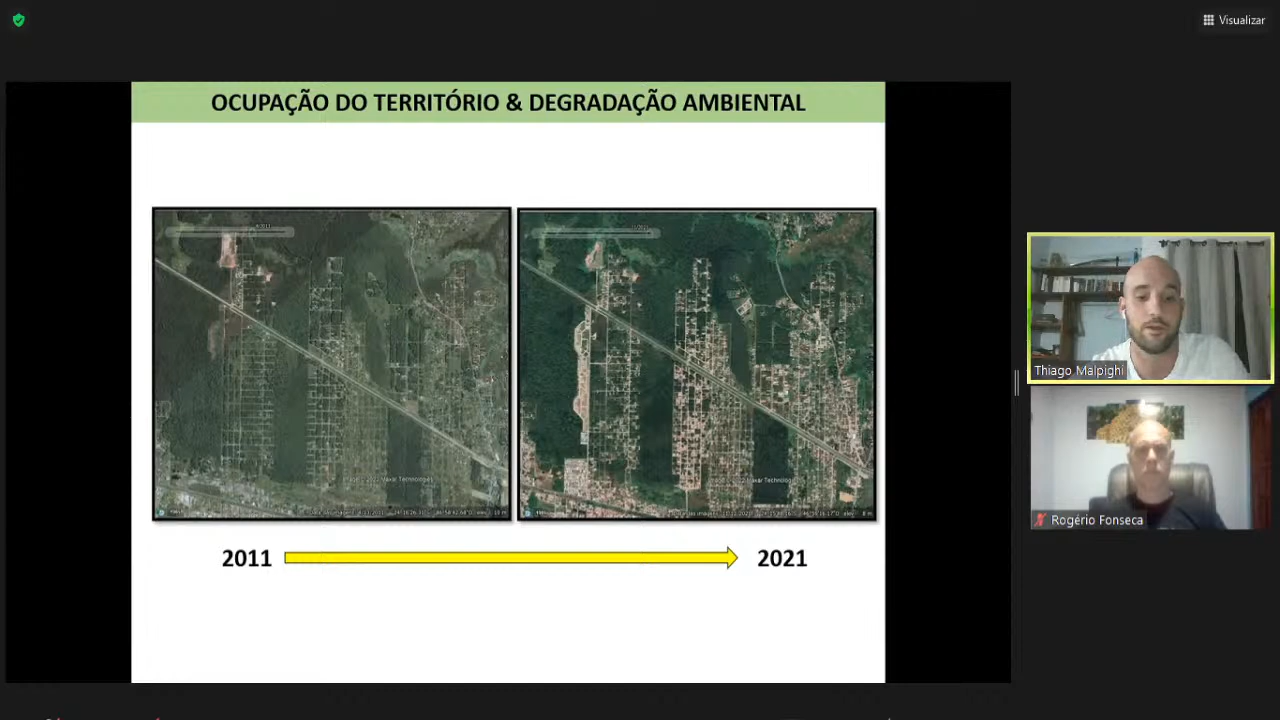 Visualizar
OCUPAÇÃO DO TERRITÓRIO & DEGRADAÇÃO AMBIENTAL
2011
2021
Thiago Malpighi
Rogério Fonseca